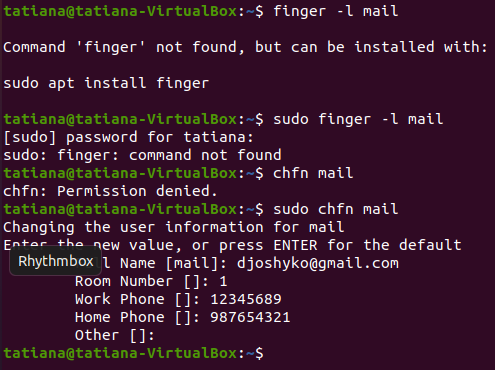 tatiana@tatiana-VirtualBox:~$ finger -l mail
Command 'finger' not found, but can be installed with:
sudo apt install finger
tatiana@tatiana-VirtualBox:~$ sudo finger -l mail
[sudo] password for tatiana:
sudo: finger: command not found
tatiana@tatiana-VirtualBox:~$ chfn mail
chfn: Permission denied.
tatiana@tatiana-VirtualBox:~$ sudo chfn mail
Changing the user information for mail
Enter the new value, or press ENTER for the default
Rhythmbox
l Name [mail]: djoshyko@gmail.com
Room Number []: 1
Work Phone []: 12345689
Home Phone []: 987654321
Other []:
tatiana@tatiana-VirtualBox:~$